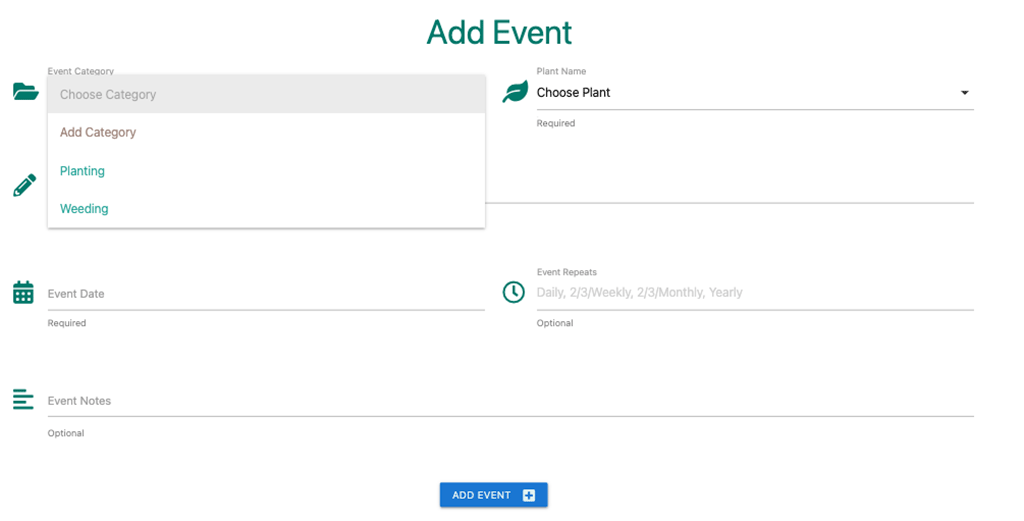 Add Event
Event Category
Choose Category
Add Category
Planting
Weeding
Plant Name
Choose Plant
Required
Event Date
Required
Event Repeats
Daily, 2/3/Weekly, 2/3/Monthly, Yearly
Optional
Event Notes
Optional
ADD EVENT